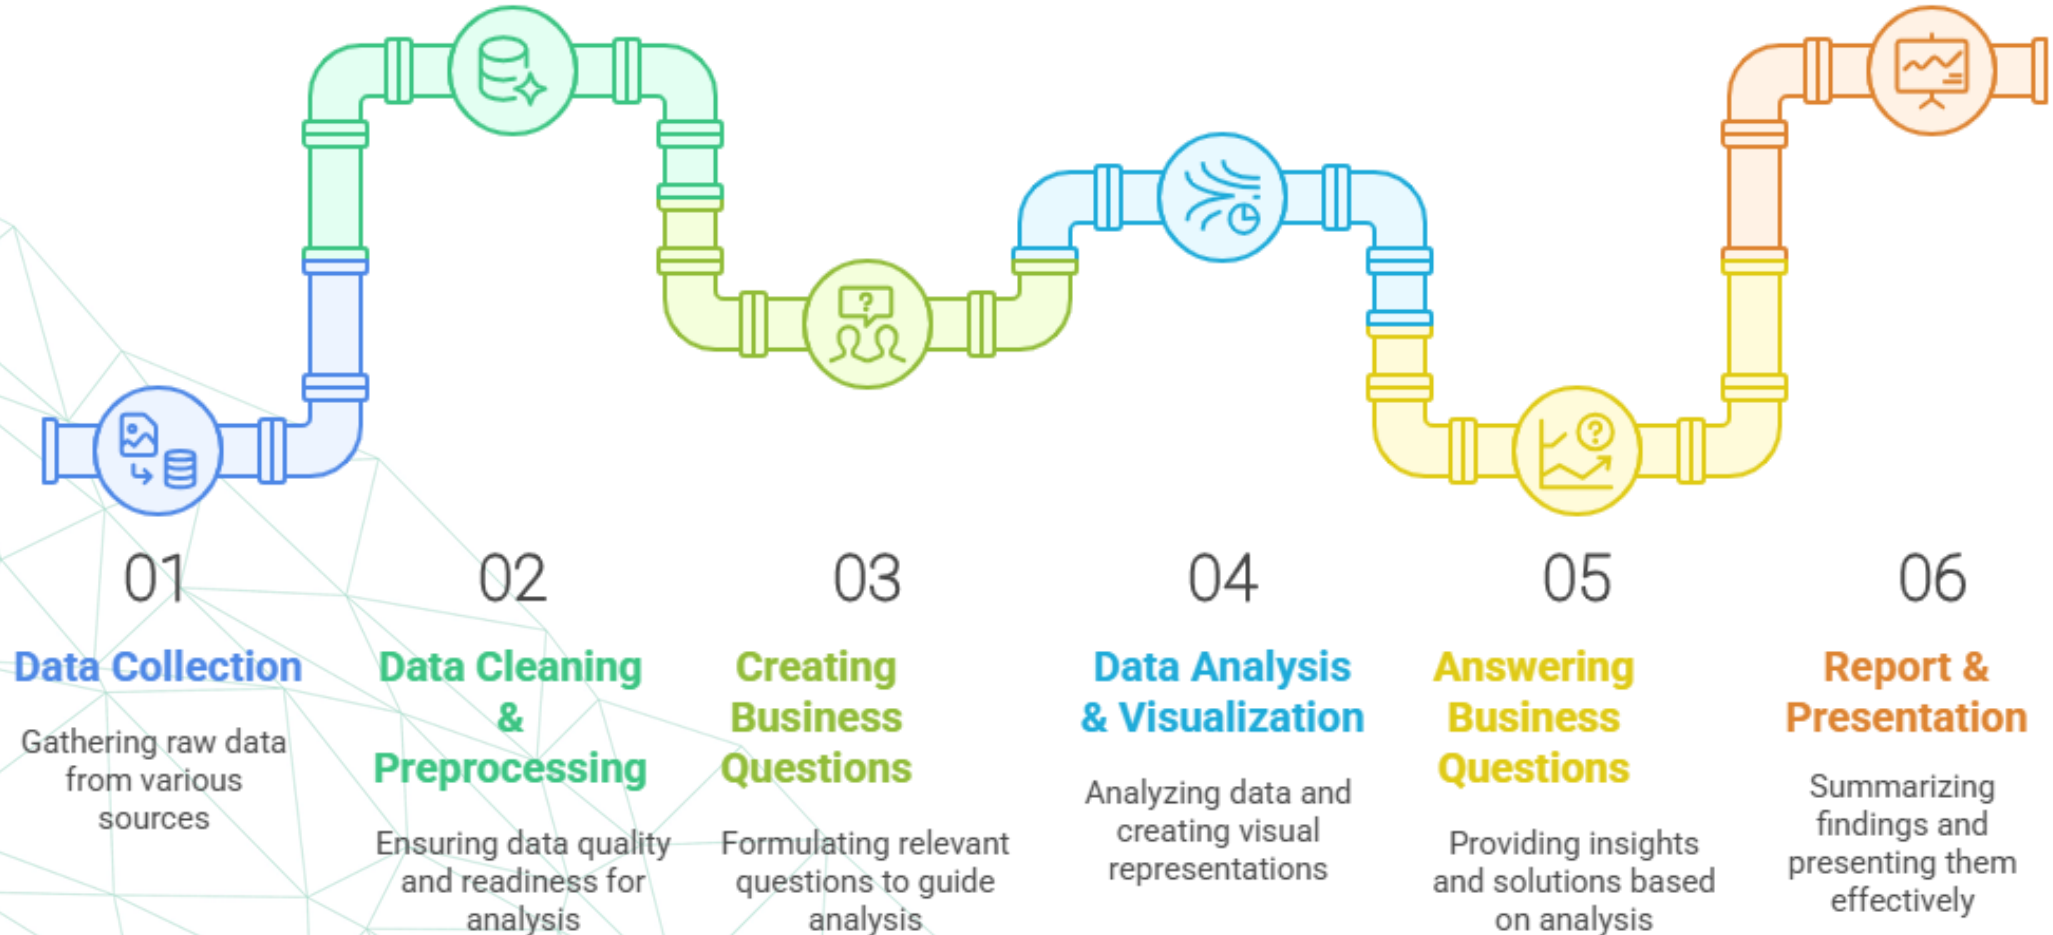 ?
?
01
02
03
04
05
06
Data Collection
Gathering raw data
from various
sources
Data Cleaning
&
Preprocessing
Ensuring data quality
and readiness for
analysis
Creating
Business
Questions
Formulating relevant
questions to guide
analysis
Data Analysis
& Visualization
Analyzing data and
creating visual
representations
Answering
Business
Questions
Providing insights
and solutions based
on analysis
Report &
Presentation
Summarizing
findings and
presenting them
effectively